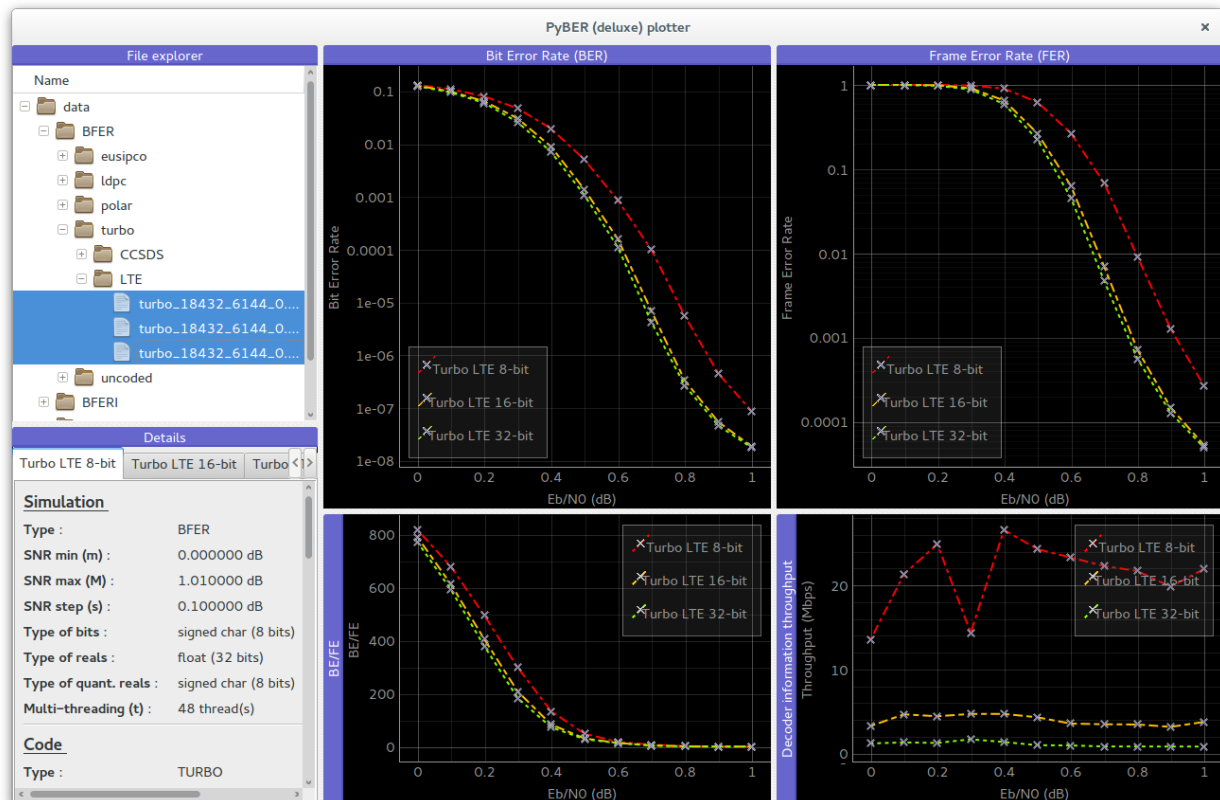 PyBER (deluxe) plotter
×
File explorer
Name
data
BFER
eusipco
ldpc
polar
turbo
CCSDS
LTE
turbo_18432_6144_0....
turbo_18432_6144_0....
turbo_18432_6144_0....
uncoded
BFERI
Details
Turbo LTE 8-bit
Turbo LTE 16-bit
Turbo
Simulation
Type : BFER
SNR min (m) : 0.000000 dB
SNR max (M) : 1.010000 dB
SNR step (s) : 0.100000 dB
Type of bits : signed char (8 bits)
Type of reals : float (32 bits)
Type of quant. reals : signed char (8 bits)
Multi-threading (t) : 48 thread(s)
Code
Type : TURBO
Bit Error Rate (BER)
Bit Error Rate
0.1
0.01
0.001
0.0001
1e-05
1e-06
1e-07
1e-08
Turbo LTE 8-bit
Turbo LTE 16-bit
Turbo LTE 32-bit
0 0.2 0.4 0.6 0.8 1
Eb/N0 (dB)
Frame Error Rate (FER)
Frame Error Rate
1
0.1
0.01
0.001
0.0001
Turbo LTE 8-bit
Turbo LTE 16-bit
Turbo LTE 32-bit
0 0.2 0.4 0.6 0.8 1
Eb/N0 (dB)
BE/FE
BE/FE
800
600
400
200
0
Turbo LTE 8-bit
Turbo LTE 16-bit
Turbo LTE 32-bit
0 0.2 0.4 0.6 0.8 1
Eb/N0 (dB)
Decoder information throughput
Throughput (Mbps)
20
10
0
Turbo LTE 8-bit
Turbo LTE 16-bit
Turbo LTE 32-bit
0 0.2 0.4 0.6 0.8 1
Eb/N0 (dB)